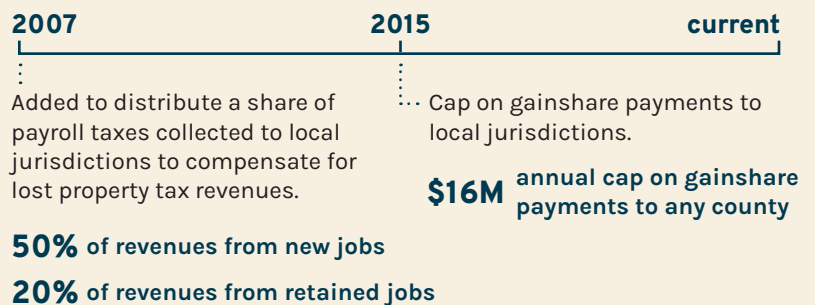 2007 2015 current
Added to distribute a share of
payroll taxes collected to local
jurisdictions to compensate for
lost property tax revenues.
50% of revenues from new jobs
20% of revenues from retained jobs
Cap on gainshare payments to
local jurisdictions.
$16M annual cap on gainshare
payments to any county